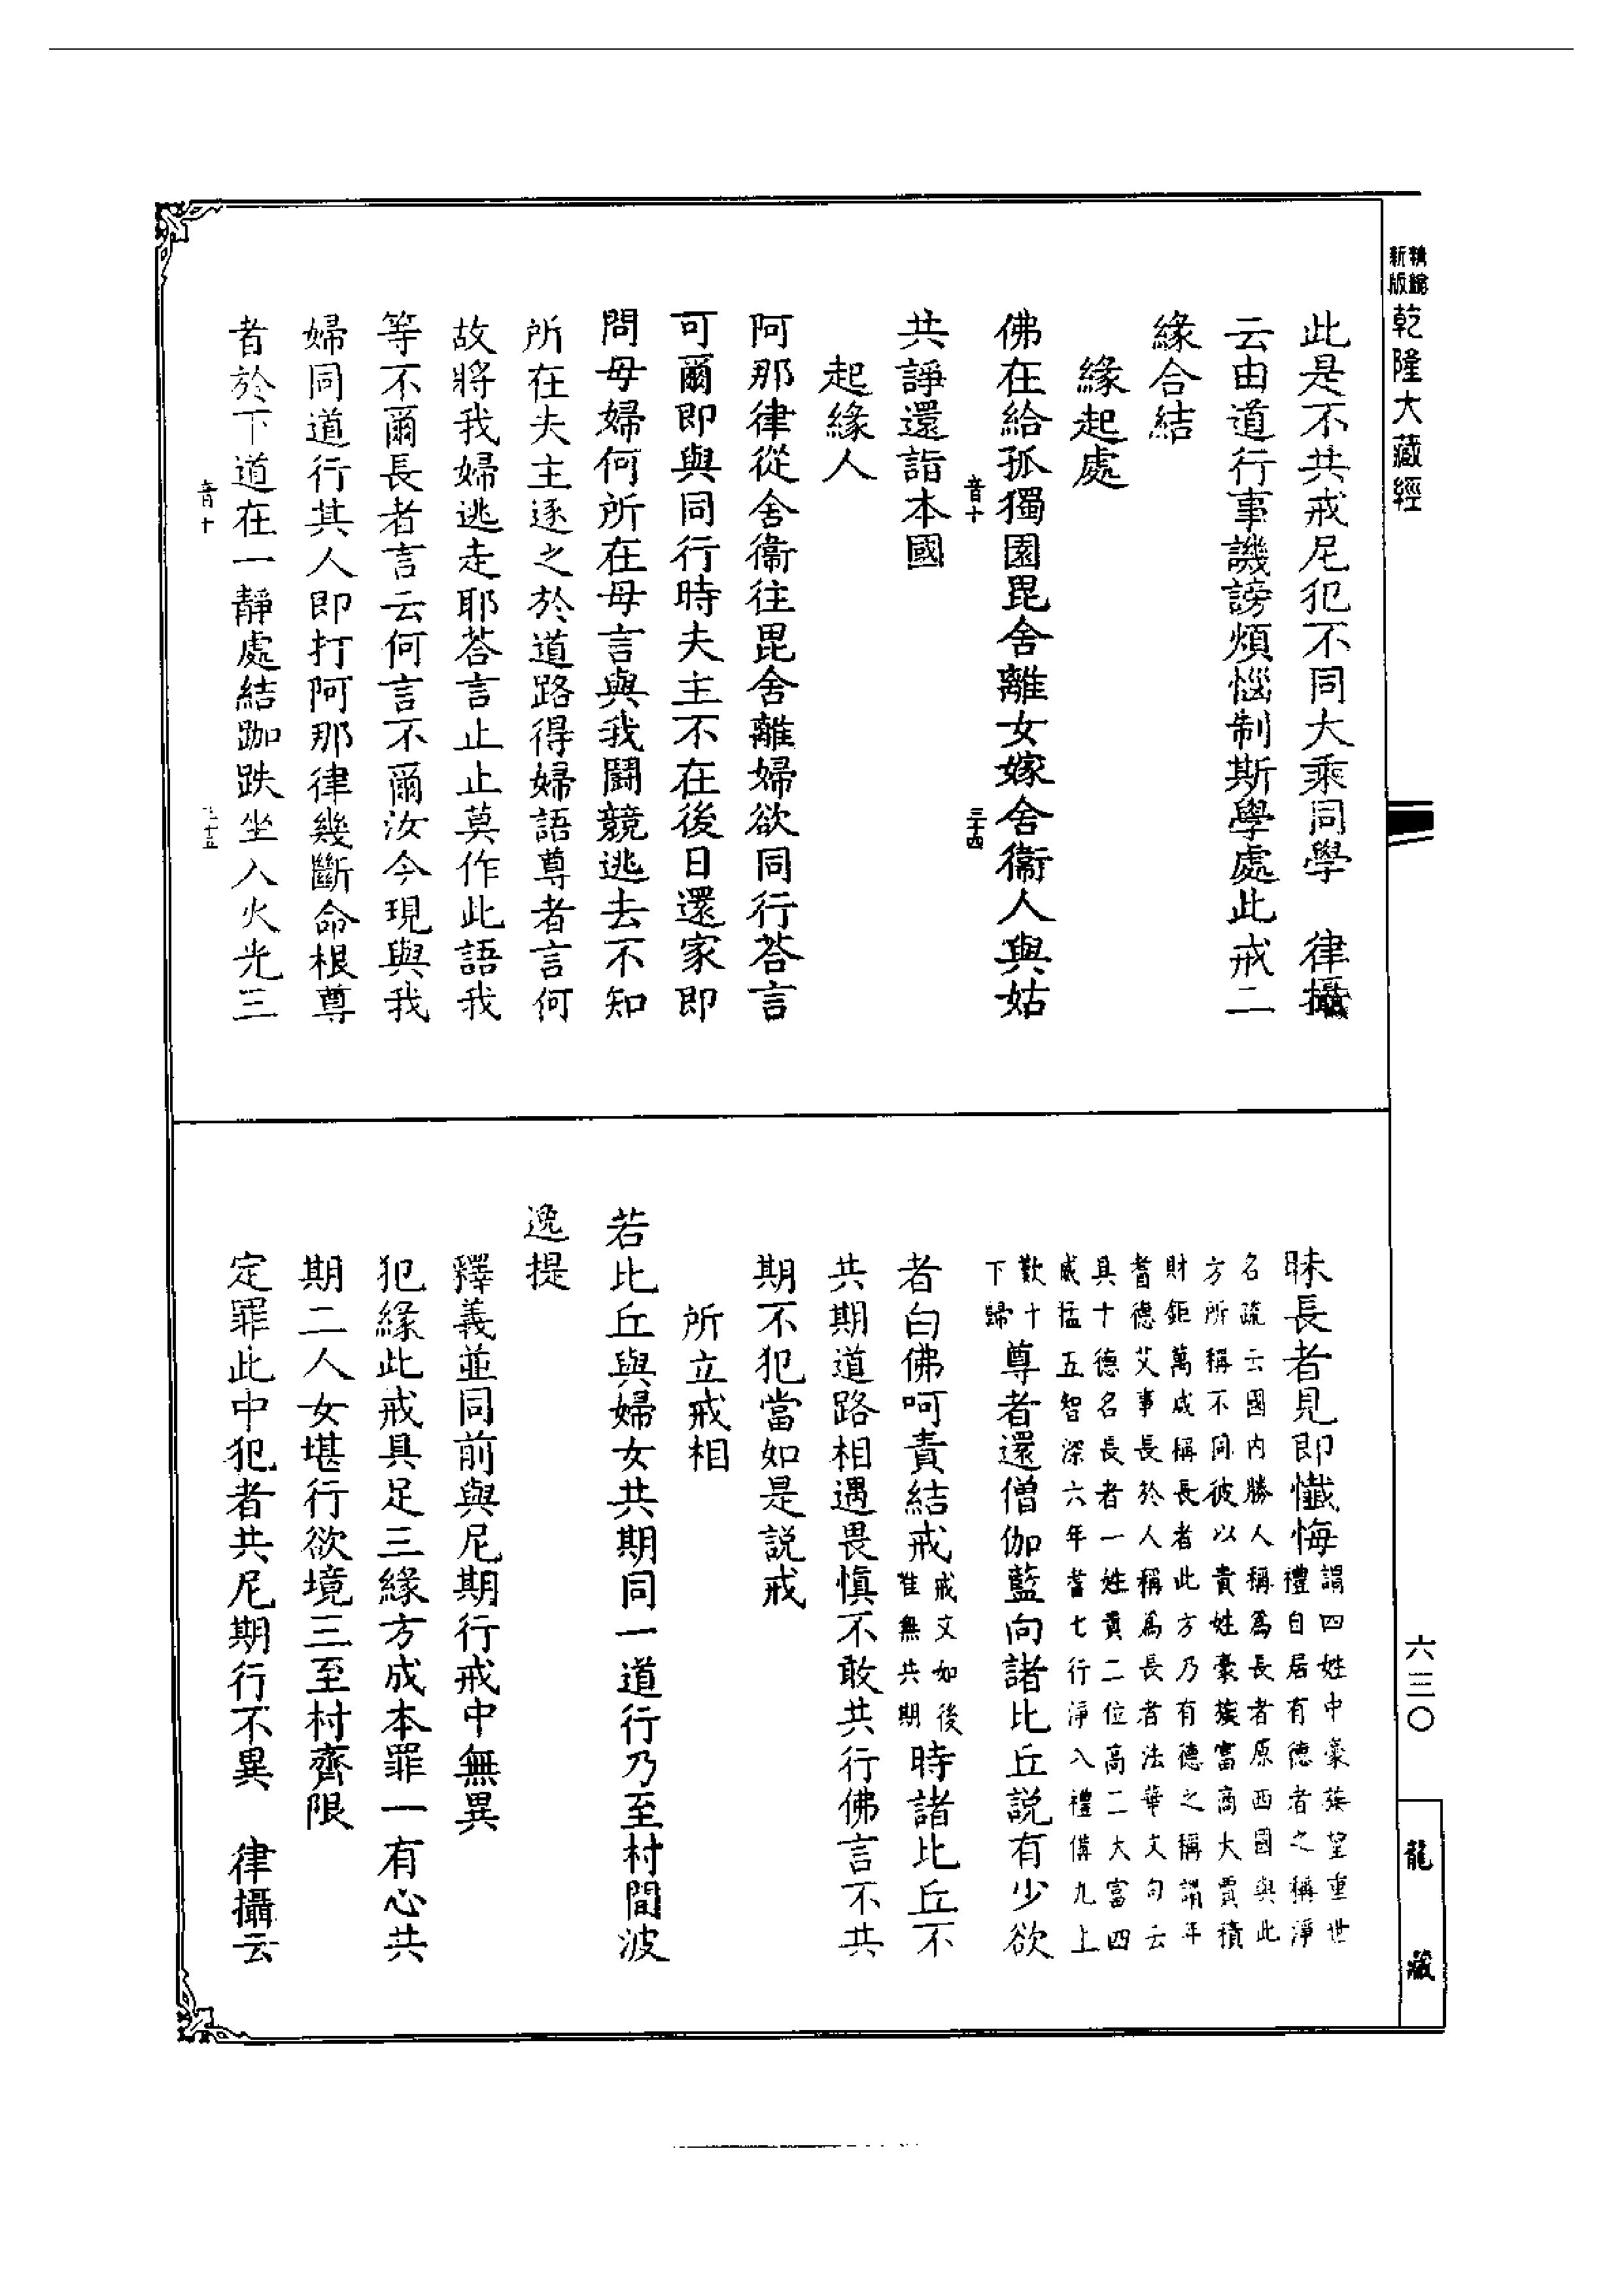 新版精縮
乾隆大藏經
此是不共戒尼犯不同大乘同學　律攝
云由道行事譏謗煩惱制斯學處此戒二
緣合結
緣起處
佛在給孤獨園毘舍離女嫁舍衞人與姑
音十
三十四
共諍還詣本國
起緣人
阿那律從舍衞往毘舍離婦欲同行荅言
可爾即與同行時夫主不在後日還家即
問母婦何所在母言與我鬭競逃去不知
所在夫主逐之於道路得婦語尊者言何
故將我婦逃走耶荅言止止莫作此語我
等不爾長者言云何言不爾汝今現與我
婦同道行其人即打阿那律幾斷命根尊
者於下道在一靜處結跏趺坐入火光三
音十
三十五
昧長者見即懺悔
謂四姓中豪族望重世
禮自居有德者之稱淨
名疏云國內勝人稱為長者原西國與此
方所稱不同彼以貴姓豪族富商大賈積
財鉅萬咸稱長者此方乃有德之稱謂年
耆德艾事長於人稱為長者法華文句云
具十德名長者一姓貴二位高二大富四
威猛五智深六年耆七行淨八禮備九上
歎十
下歸
尊者還僧伽藍向諸比丘說有少欲
者白佛呵責結戒
戒文如後
唯無共期
時諸比丘不
共期道路相遇畏慎不敢共行佛言不共
期不犯當如是說戒
所立戒相
若比丘與婦女共期同一道行乃至村間波
逸提
釋義並同前與尼期行戒中無異
犯緣此戒具足三緣方成本罪一有心共
期二人女堪行欲境三至村齊限
定罪此中犯者共尼期行不異　律攝云
六三〇
龍藏